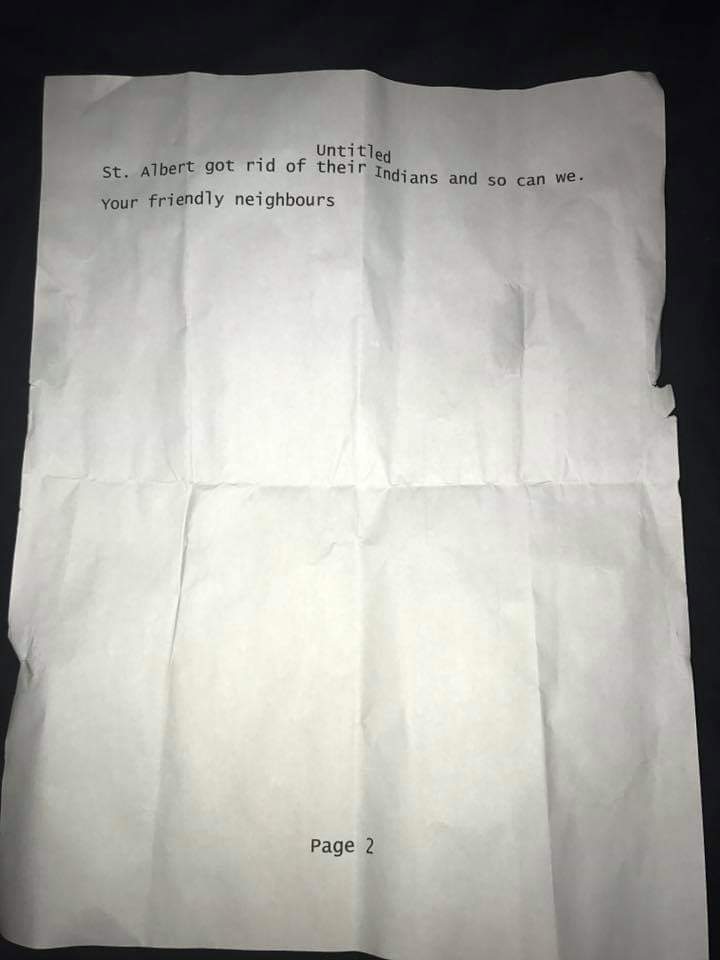 Untitled
St. Albert got rid of their Indians and so can we.
Your friendly neighbours
Page 2